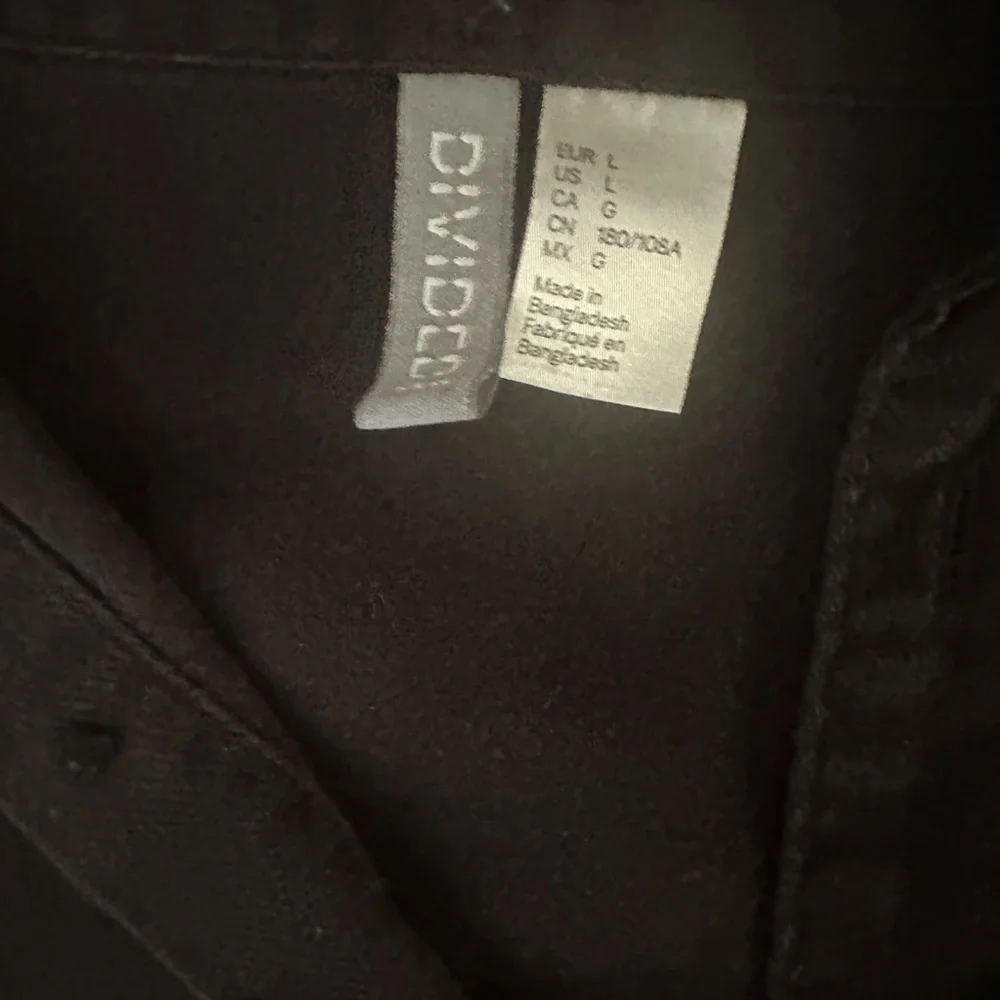 DIVIDED
EUR L
US L
CA G
CN 180/108A
MX G
Made in
Bangladesh
Fabriqué en
Bangladesh